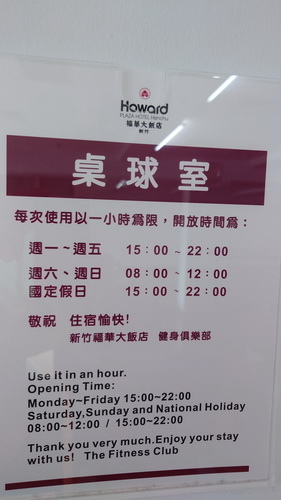 Howard
PLAZA HOTEL Hsinchu
福華大飯店
新竹
桌球室
每次使用以一小時為限，開放時間為：
週一~週五 15：00 ~ 22：00
週六、週日 08：00 ~ 12：00
國定假日 15：00 ~ 22：00
敬祝 住宿愉快!
新竹福華大飯店 健身俱樂部
Use it in an hour.
Opening Time:
Monday~Friday 15:00~22:00
Saturday,Sunday and National Holiday
08:00~12:00 / 15:00~22:00
Thank you very much.Enjoy your stay
with us! The Fitness Club